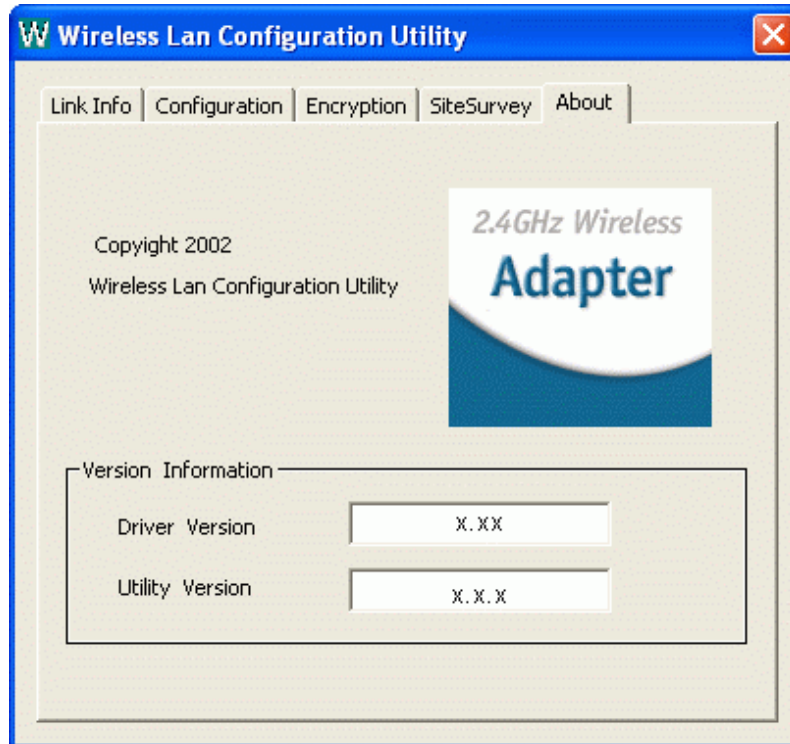 W Wireless Lan Configuration Utility
Link Info Configuration Encryption SiteSurvey About
Copyight 2002
Wireless Lan Configuration Utility
2.4GHz Wireless
Adapter
Version Information
Driver Version X.XX
Utility Version X.X.X